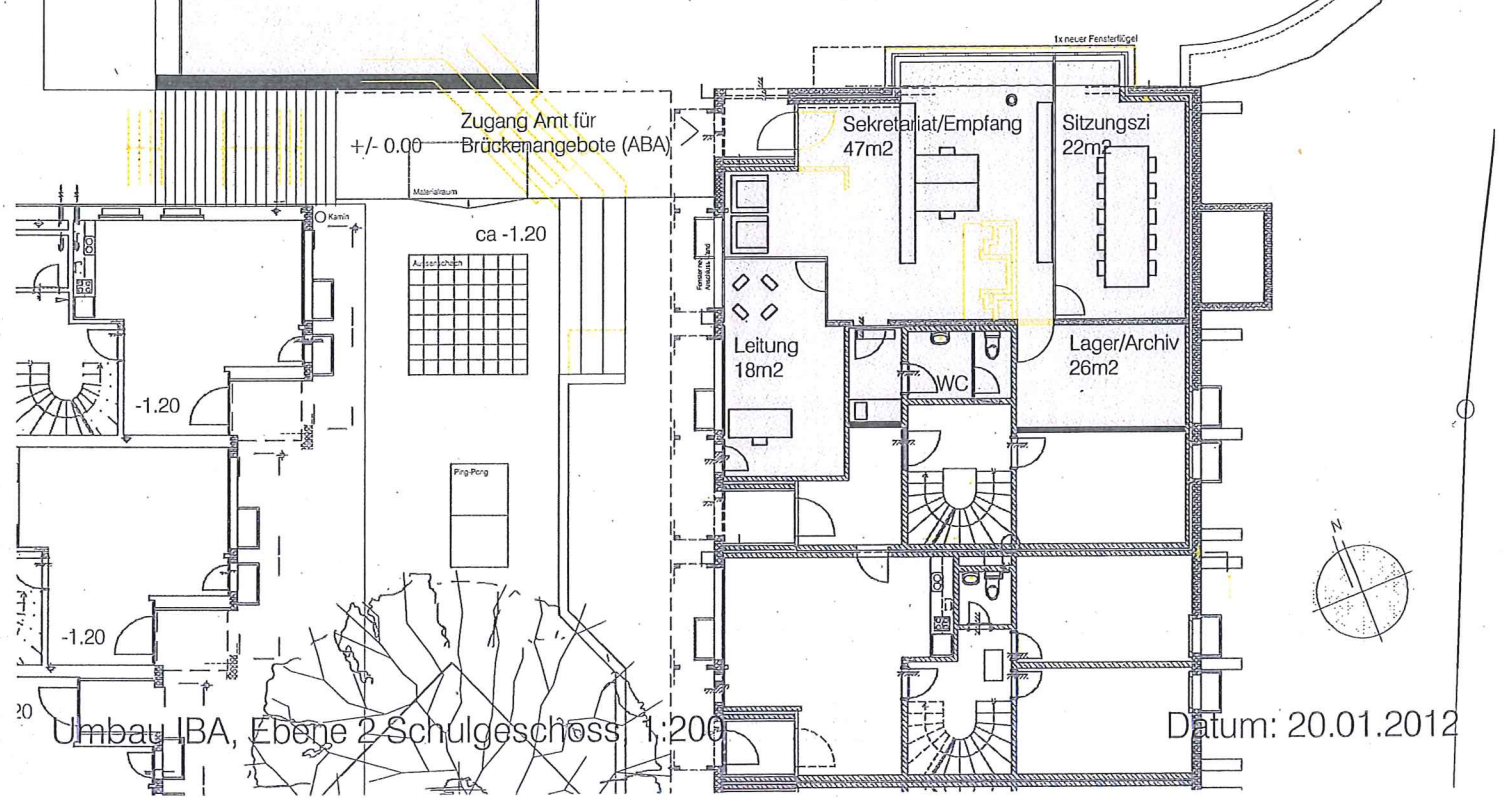 1x neuer Fensterflügel
Zugang Amt für
Brückenangebote (ABA)
+/- 0.00
Sekretariat/Empfang
47m2
Sitzungszi
22m2
Materialraum
Kamin
ca -1.20
Aussenschach
Leitung
18m2
WC
Lager/Archiv
26m2
-1.20
Ping-Pong
N
-1.20
20
Umbau IBA, Ebene 2 Schulgeschoss 1:200
Datum: 20.01.2012